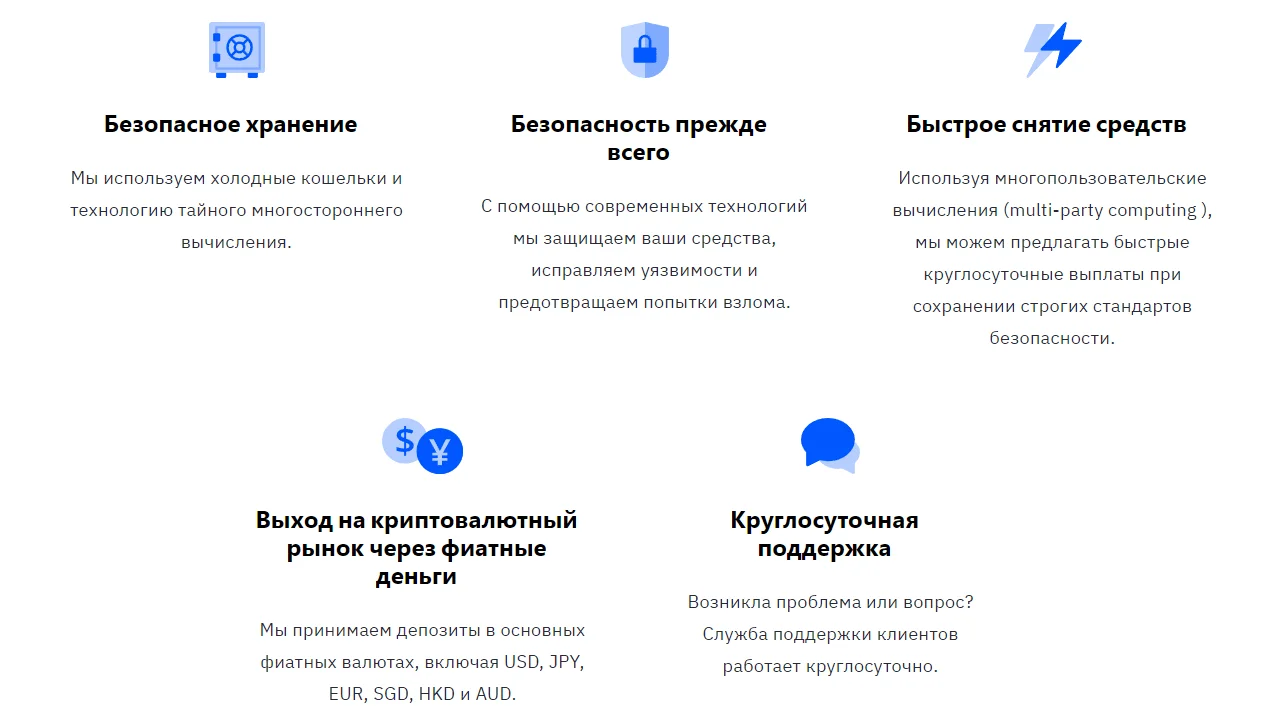 Безопасное хранение
Мы используем холодные кошельки и
технологию тайного многостороннего
вычисления.
Безопасность прежде
всего
С помощью современных технологий
мы защищаем ваши средства,
исправляем уязвимости и
предотвращаем попытки взлома.
Быстрое снятие средств
Используя многопользовательские
вычисления (multi-party computing ),
мы можем предлагать быстрые
круглосуточные выплаты при
сохранении строгих стандартов
безопасности.
$ ¥
Выход на криптовалютный
рынок через фиатные
деньги
Мы принимаем депозиты в основных
фиатных валютах, включая USD, JPY,
EUR, SGD, HKD и AUD.
Круглосуточная
поддержка
Возникла проблема или вопрос?
Служба поддержки клиентов
работает круглосуточно.